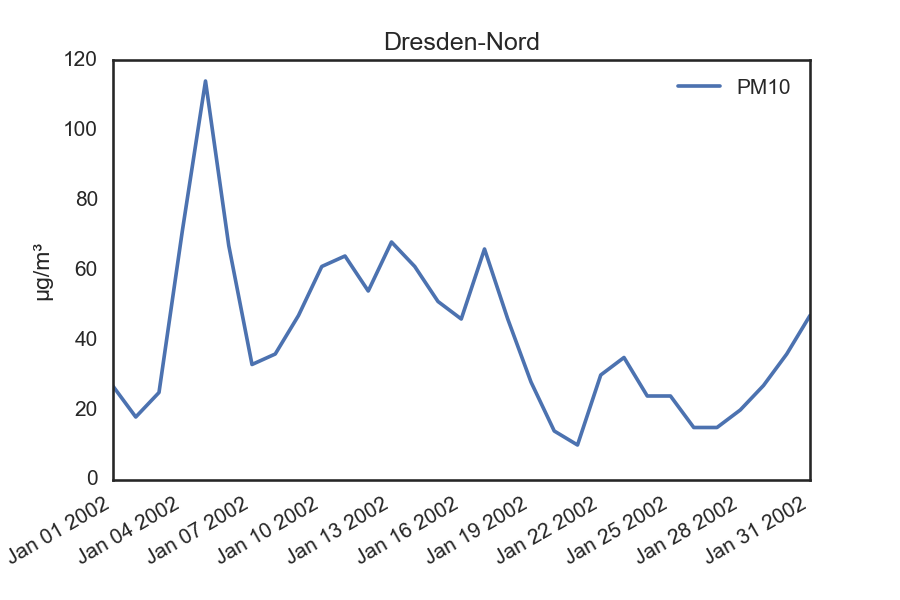 Dresden-Nord
120
100
80
60
40
20
0
µg/m³
PM10
Jan 01 2002
Jan 04 2002
Jan 07 2002
Jan 10 2002
Jan 13 2002
Jan 16 2002
Jan 19 2002
Jan 22 2002
Jan 25 2002
Jan 28 2002
Jan 31 2002